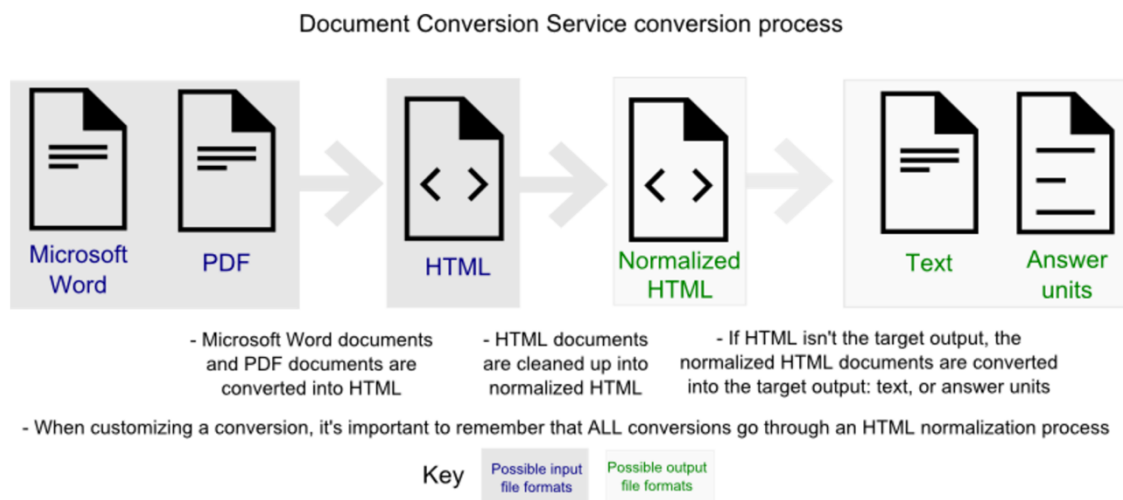 Document Conversion Service conversion process
Microsoft
Word
PDF
HTML
Normalized
HTML
Text
Answer
units
- Microsoft Word documents
and PDF documents are
converted into HTML
- HTML documents
are cleaned up into
normalized HTML
- If HTML isn't the target output, the
normalized HTML documents are converted
into the target output: text, or answer units
- When customizing a conversion, it's important to remember that ALL conversions go through an HTML normalization process
Key
Possible input
file formats
Possible output
file formats